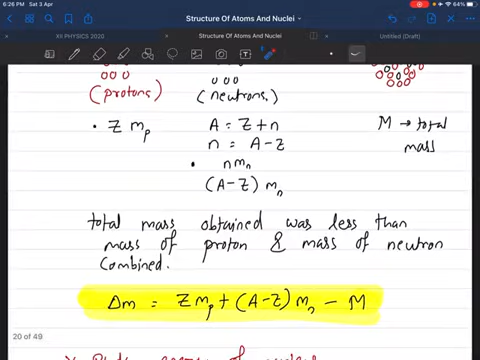 6:26 PM Sat 3 Apr
64%
Structure Of Atoms And Nuclei
XII PHYSICS 2020
Structure Of Atoms And Nuclei
Untitled (Draft)
(protons)
(neutrons)
• Z mp
A = Z + n
M → total
mass
n = A - Z
• nmn
(A-Z) mn
total mass obtained was less than
mass of proton & mass of neutron
combined.
Δm = Zmp + (A-Z) mn - M
20 of 49
of